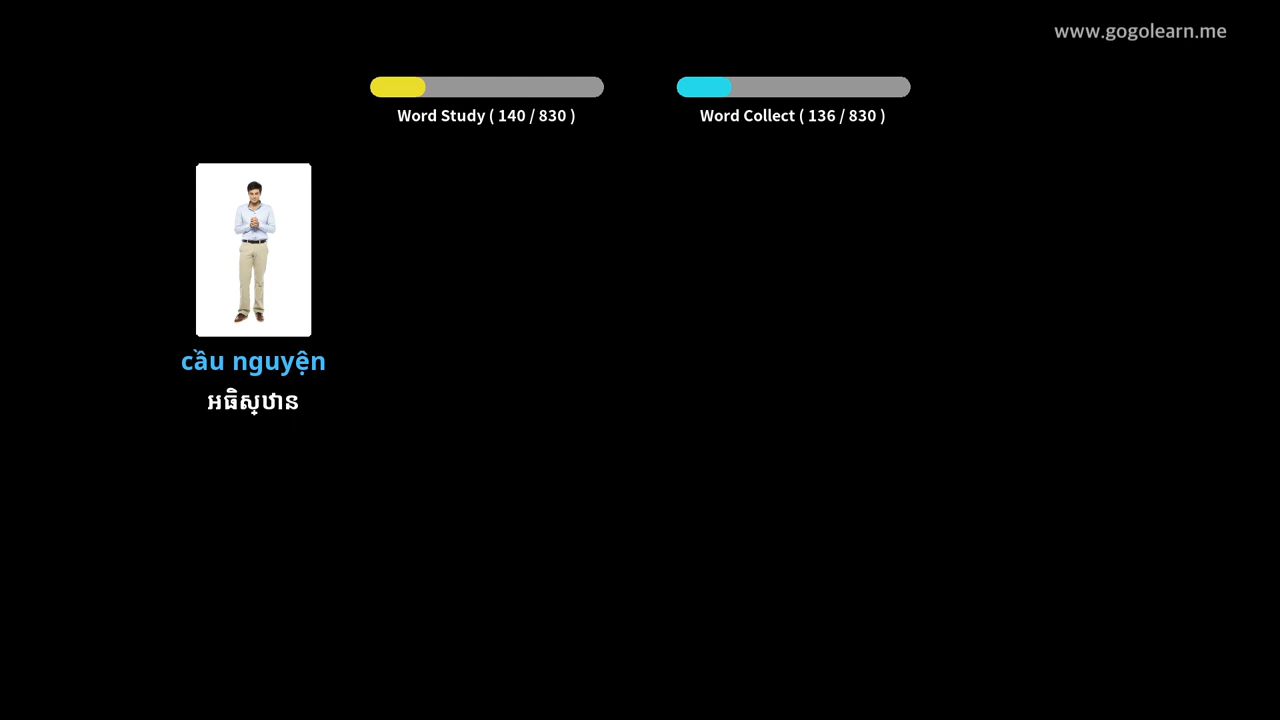 www.gogolearn.me
Word Study ( 140 / 830 )
Word Collect ( 136 / 830 )
cầu nguyện
អធិស្ឋាន